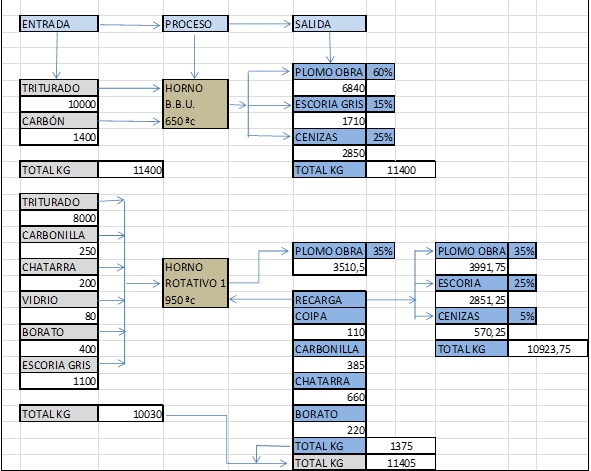 ENTRADA PROCESO SALIDA
PLOMO OBRA 60%
TRITURADO HORNO 6840
10000 B.B.U. ESCORIA GRIS 15%
CARBÓN 650 ªc 1710
1400 CENIZAS 25%
2850
TOTAL KG 11400 TOTAL KG 11400
TRITURADO
8000
CARBONILLA
250 PLOMO OBRA 35% PLOMO OBRA 35%
CHATARRA HORNO 3510,5 3991,75
200 ROTATIVO 1 ESCORIA 25%
VIDRIO 950 ªc RECARGA 2851,25
80 COIPA CENIZAS 5%
BORATO 110 570,25
400 CARBONILLA TOTAL KG 10923,75
ESCORIA GRIS 385
1100 CHATARRA
660
TOTAL KG 10030 BORATO
220
TOTAL KG 1375
TOTAL KG 11405